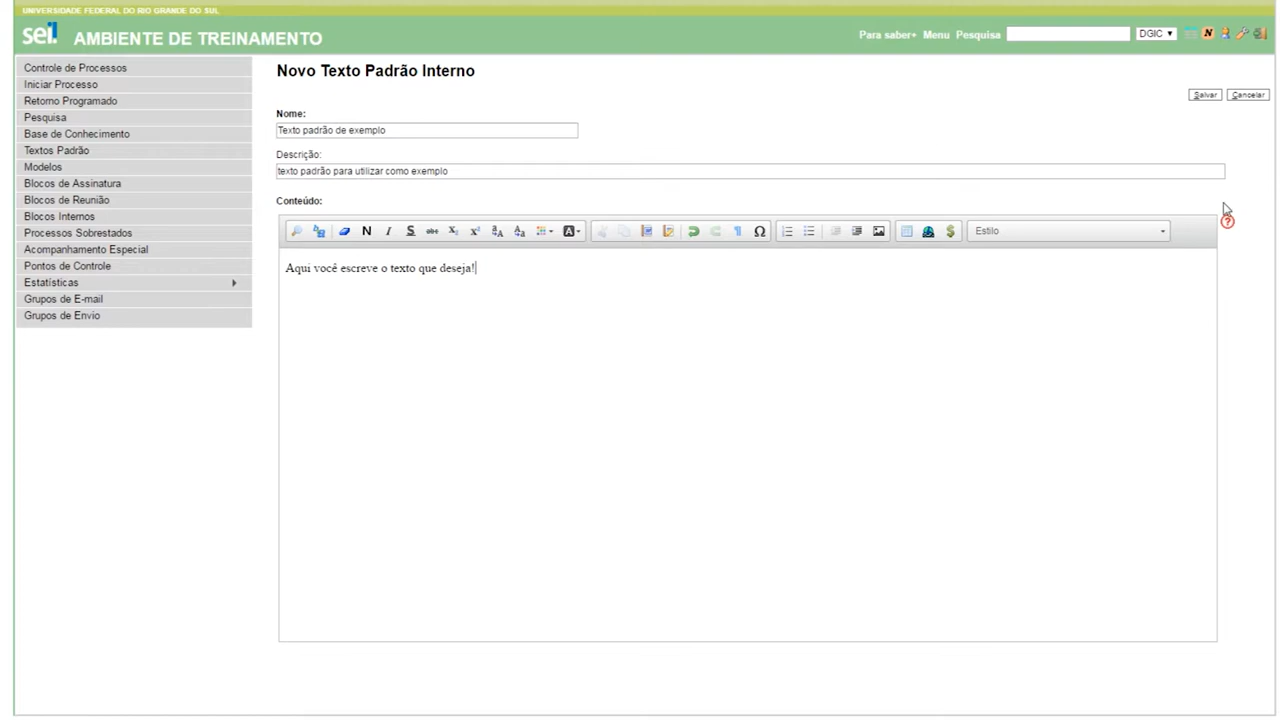 UNIVERSIDADE FEDERAL DO RIO GRANDE DO SUL
sei! AMBIENTE DE TREINAMENTO
Para saber+ Menu Pesquisa DGIC
Controle de Processos
Iniciar Processo
Retorno Programado
Pesquisa
Base de Conhecimento
Textos Padrão
Modelos
Blocos de Assinatura
Blocos de Reunião
Blocos Internos
Processos Sobrestados
Acompanhamento Especial
Pontos de Controle
Estatísticas
Grupos de E-mail
Grupos de Envio
Novo Texto Padrão Interno
Salvar Cancelar
Nome:
Texto padrão de exemplo
Descrição:
texto padrão para utilizar como exemplo
Conteúdo:
N I S abc X₂ X² Estilo
Aqui você escreve o texto que deseja!